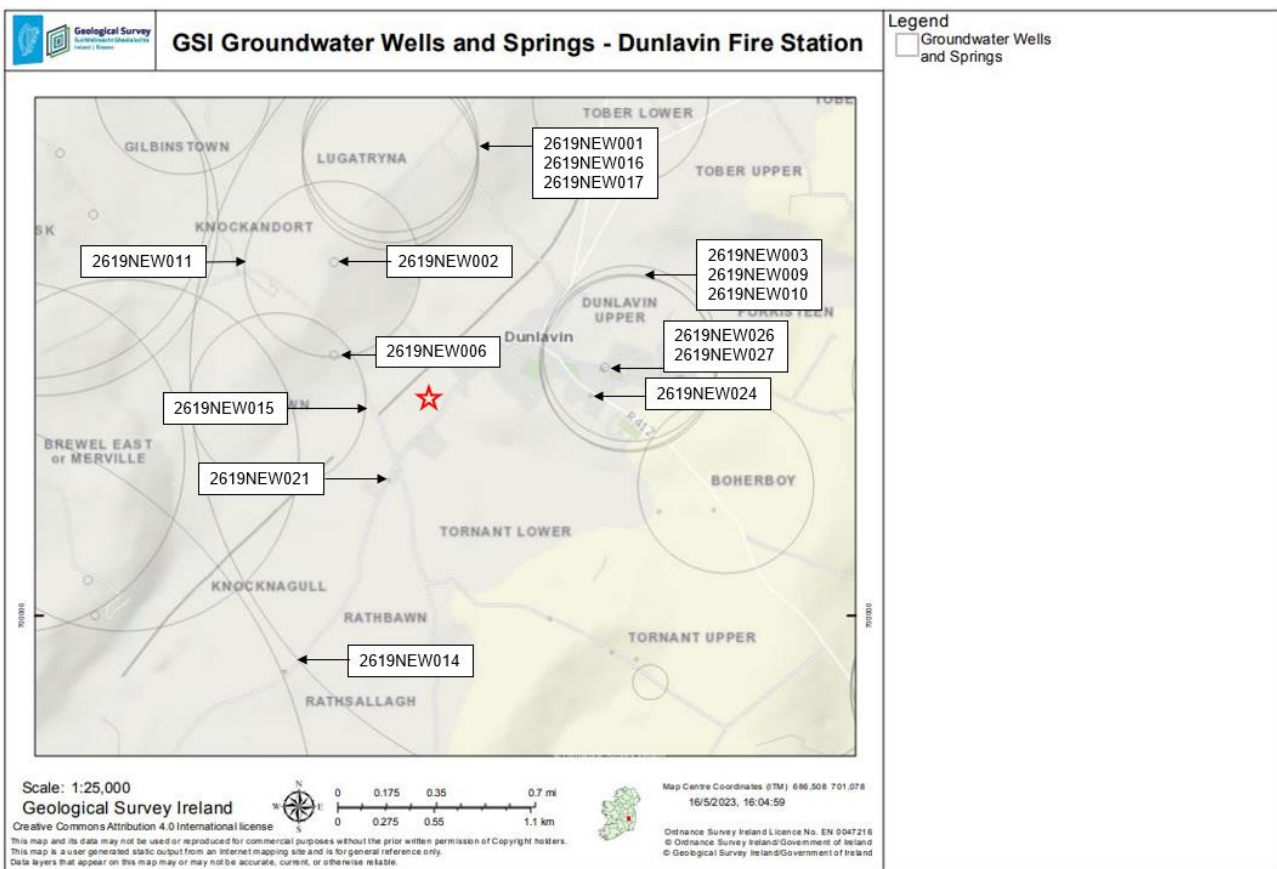 Geological Survey
Ireland
GSI Groundwater Wells and Springs - Dunlavin Fire Station
Legend
Groundwater Wells
and Springs
TOBER LOWER
TOBE
GILBINSTOWN
LUGATRYNA
2619NEW001
2619NEW016
2619NEW017
TOBER UPPER
SK
KNOCKANDORT
2619NEW011
2619NEW002
2619NEW003
2619NEW009
2619NEW010
DUNLAVIN
UPPER
FORRISTEEN
Dunlavin
2619NEW026
2619NEW027
2619NEW006
2619NEW024
2619NEW015
WN
R412
BREWEL EAST
or MERVILLE
2619NEW021
BOHERBOY
TORNANT LOWER
KNOCKNAGULL
700000
700000
RATHBAWN
TORNANT UPPER
2619NEW014
RATHSALLAGH
Scale: 1:25,000
Geological Survey Ireland
Creative Commons Attribution 4.0 International license
N
W E
S
0 0.175 0.35 0.7 mi
0 0.275 0.55 1.1 km
Map Centre Coordinates (ITM) 686,508 701,078
16/5/2023, 16:04:59
Ordnance Survey Ireland Licence No. EN 0047216
© Ordnance Survey Ireland/Government of Ireland
© Geological Survey Ireland/Government of Ireland
This map and its data may not be used or reproduced for commercial purposes without the prior written permission of Copyright holders.
This map is a user generated static output from an Internet mapping site and is for general reference only.
Data layers that appear on this map may or may not be accurate, current, or otherwise reliable.